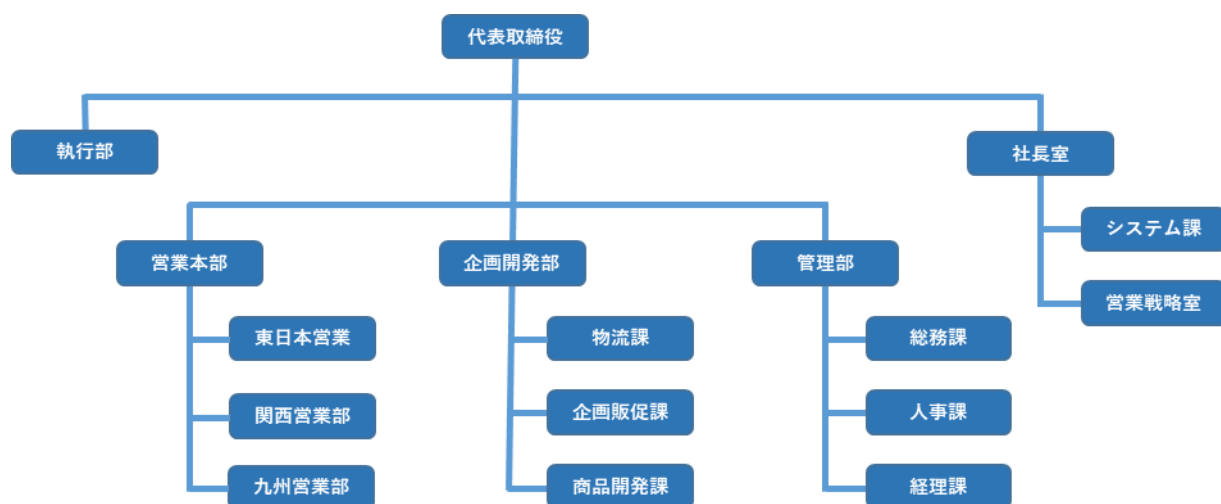 代表取締役
執行部
社長室
システム課
営業戦略室
営業本部
企画開発部
管理部
東日本営業
物流課
総務課
関西営業部
企画販促課
人事課
九州営業部
商品開発課
経理課